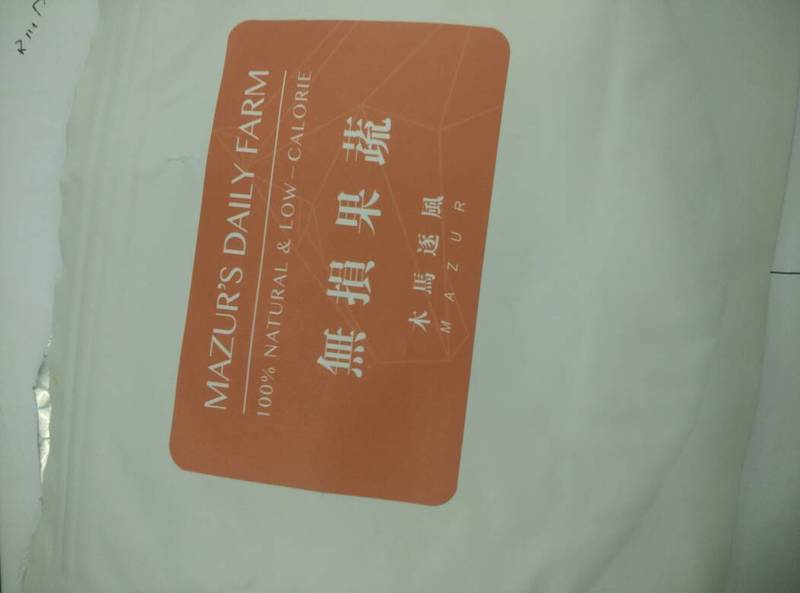 MAZUR'S DAILY FARM
100% NATURAL & LOW-CALORIE
無損果蔬
木馬逐風
MAZUR